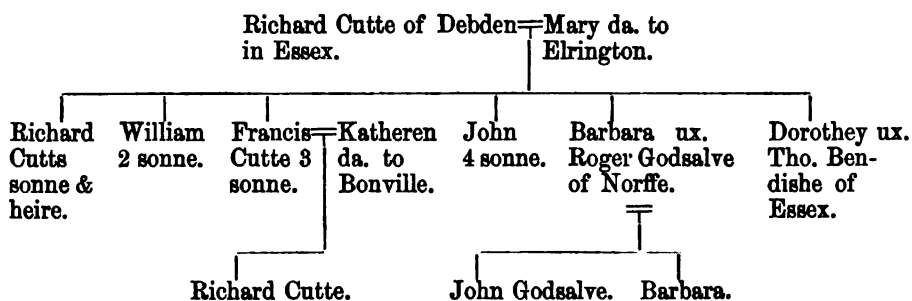 Richard Cutte of Debden=Mary da. to
in Essex. Elrington.
Richard
Cutts
sonne &
heire.
William
2 sonne.
Francis=Katheren
Cutte 3 da. to
sonne. Bonville.
John
4 sonne.
Barbara ux.
Roger Godsalve
of Norffe.
Dorothey ux.
Tho. Ben-
dishe of
Essex.
Richard Cutte.
John Godsalve.
Barbara.